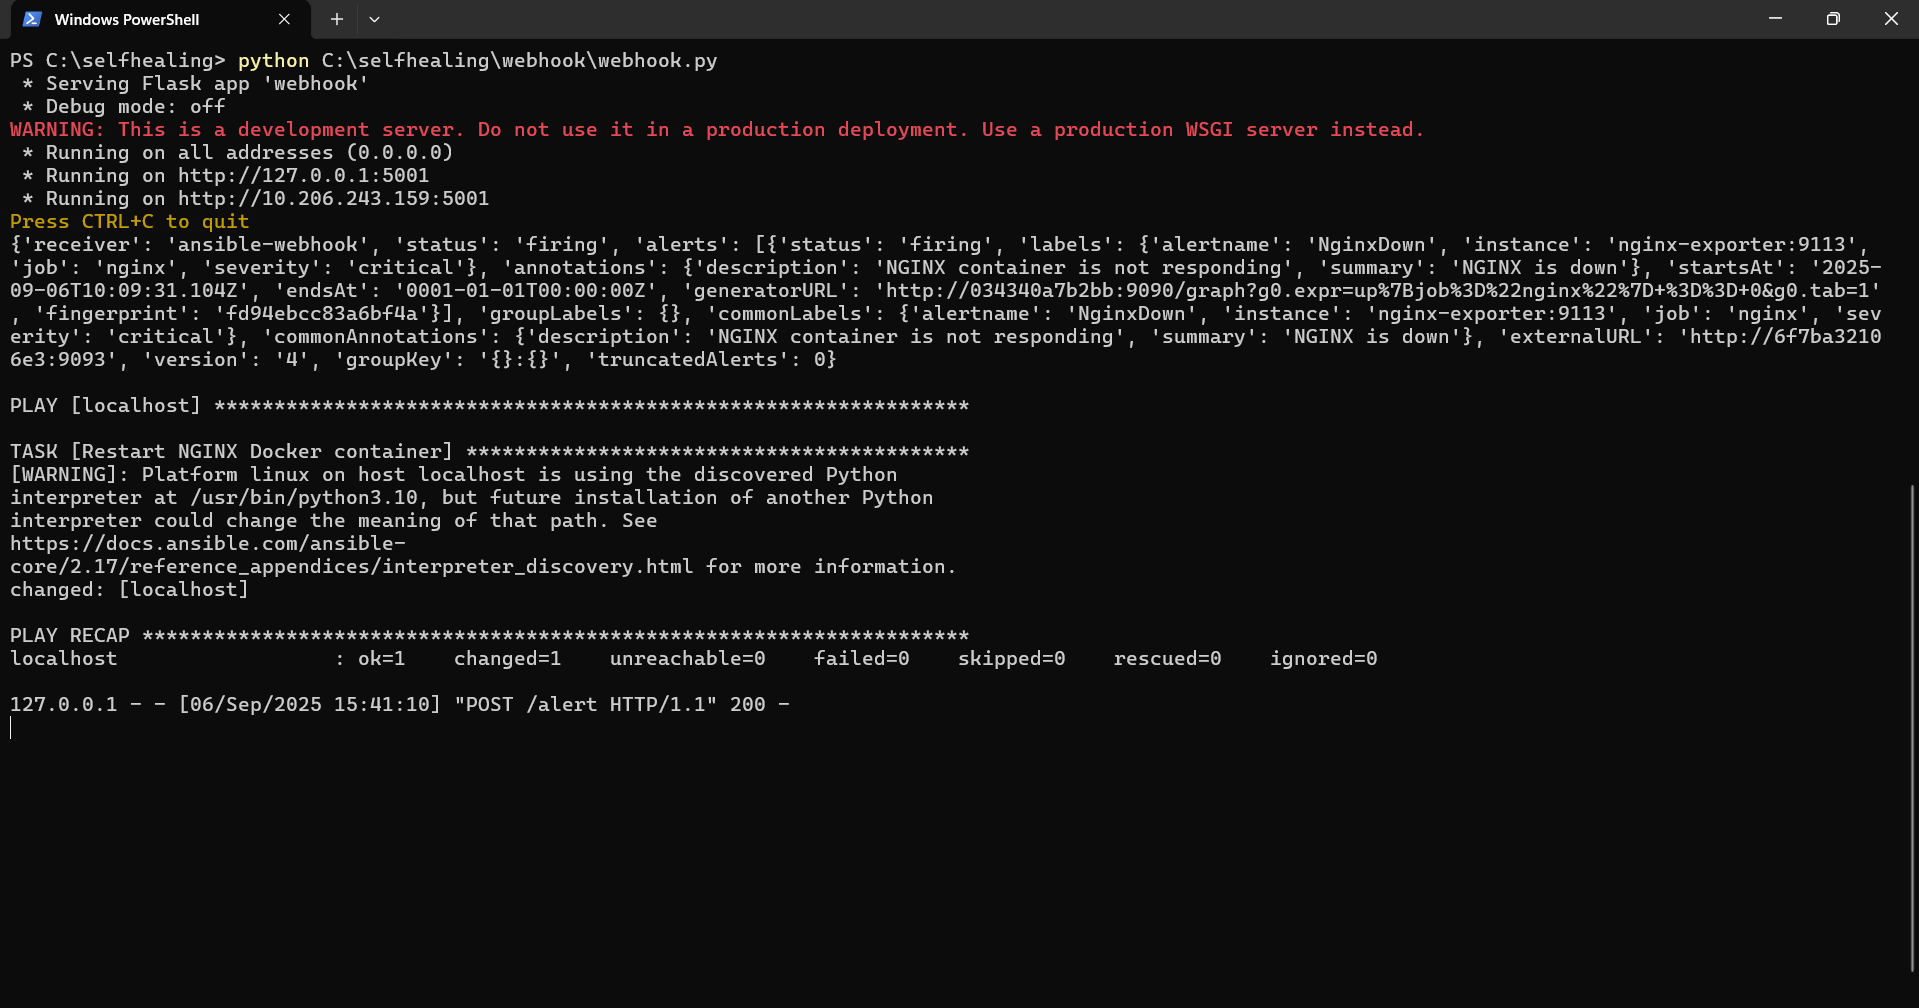 Windows PowerShell
PS C:\selfhealing> python C:\selfhealing\webhook\webhook.py
* Serving Flask app 'webhook'
* Debug mode: off
WARNING: This is a development server. Do not use it in a production deployment. Use a production WSGI server instead.
* Running on all addresses (0.0.0.0)
* Running on http://127.0.0.1:5001
* Running on http://10.206.243.159:5001
Press CTRL+C to quit
{'receiver': 'ansible-webhook', 'status': 'firing', 'alerts': [{'status': 'firing', 'labels': {'alertname': 'NginxDown', 'instance': 'nginx-exporter:9113',
'job': 'nginx', 'severity': 'critical'}, 'annotations': {'description': 'NGINX container is not responding', 'summary': 'NGINX is down'}, 'startsAt': '2025-
09-06T10:09:31.104Z', 'endsAt': '0001-01-01T00:00:00Z', 'generatorURL': 'http://034340a7b2bb:9090/graph?g0.expr=up%7Bjob%3D%22nginx%22%7D+%3D%3D+0&g0.tab=1'
, 'fingerprint': 'fd94ebcc83a6bf4a'}], 'groupLabels': {}, 'commonLabels': {'alertname': 'NginxDown', 'instance': 'nginx-exporter:9113', 'job': 'nginx', 'sev
erity': 'critical'}, 'commonAnnotations': {'description': 'NGINX container is not responding', 'summary': 'NGINX is down'}, 'externalURL': 'http://6f7ba3210
6e3:9093', 'version': '4', 'groupKey': '{}:{}', 'truncatedAlerts': 0}
PLAY [localhost] ***************************************************************
TASK [Restart NGINX Docker container] ******************************************
[WARNING]: Platform linux on host localhost is using the discovered Python
interpreter at /usr/bin/python3.10, but future installation of another Python
interpreter could change the meaning of that path. See
https://docs.ansible.com/ansible-
core/2.17/reference_appendices/interpreter_discovery.html for more information.
changed: [localhost]
PLAY RECAP *********************************************************************
localhost                  : ok=1    changed=1    unreachable=0    failed=0    skipped=0    rescued=0    ignored=0
127.0.0.1 - - [06/Sep/2025 15:41:10] "POST /alert HTTP/1.1" 200 -